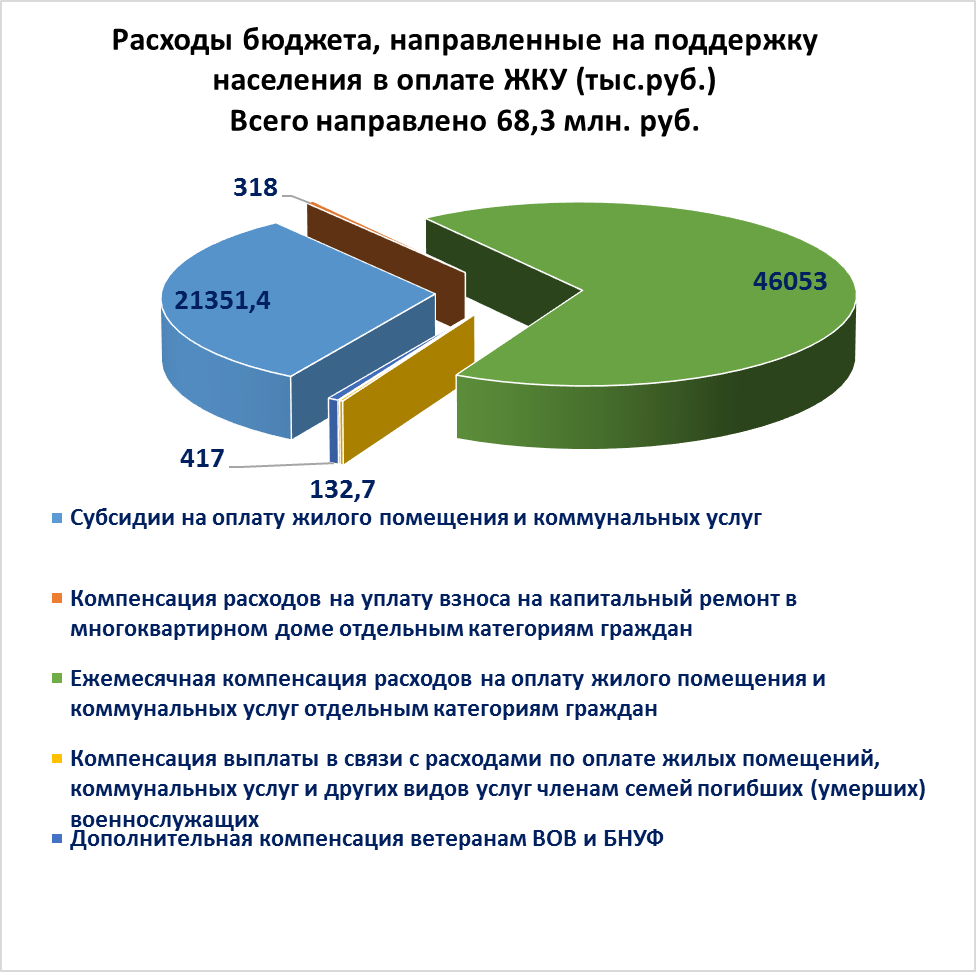 Расходы бюджета, направленные на поддержку
населения в оплате ЖКУ (тыс.руб.)
Всего направлено 68,3 млн. руб.
318
46053
21351,4
417
132,7
Субсидии на оплату жилого помещения и коммунальных услуг
Компенсация расходов на уплату взноса на капитальный ремонт в
многоквартирном доме отдельным категориям граждан
Ежемесячная компенсация расходов на оплату жилого помещения и
коммунальных услуг отдельным категориям граждан
Компенсация выплаты в связи с расходами по оплате жилых помещений,
коммунальных услуг и других видов услуг членам семей погибших (умерших)
военнослужащих
Дополнительная компенсация ветеранам ВОВ и БНУФ